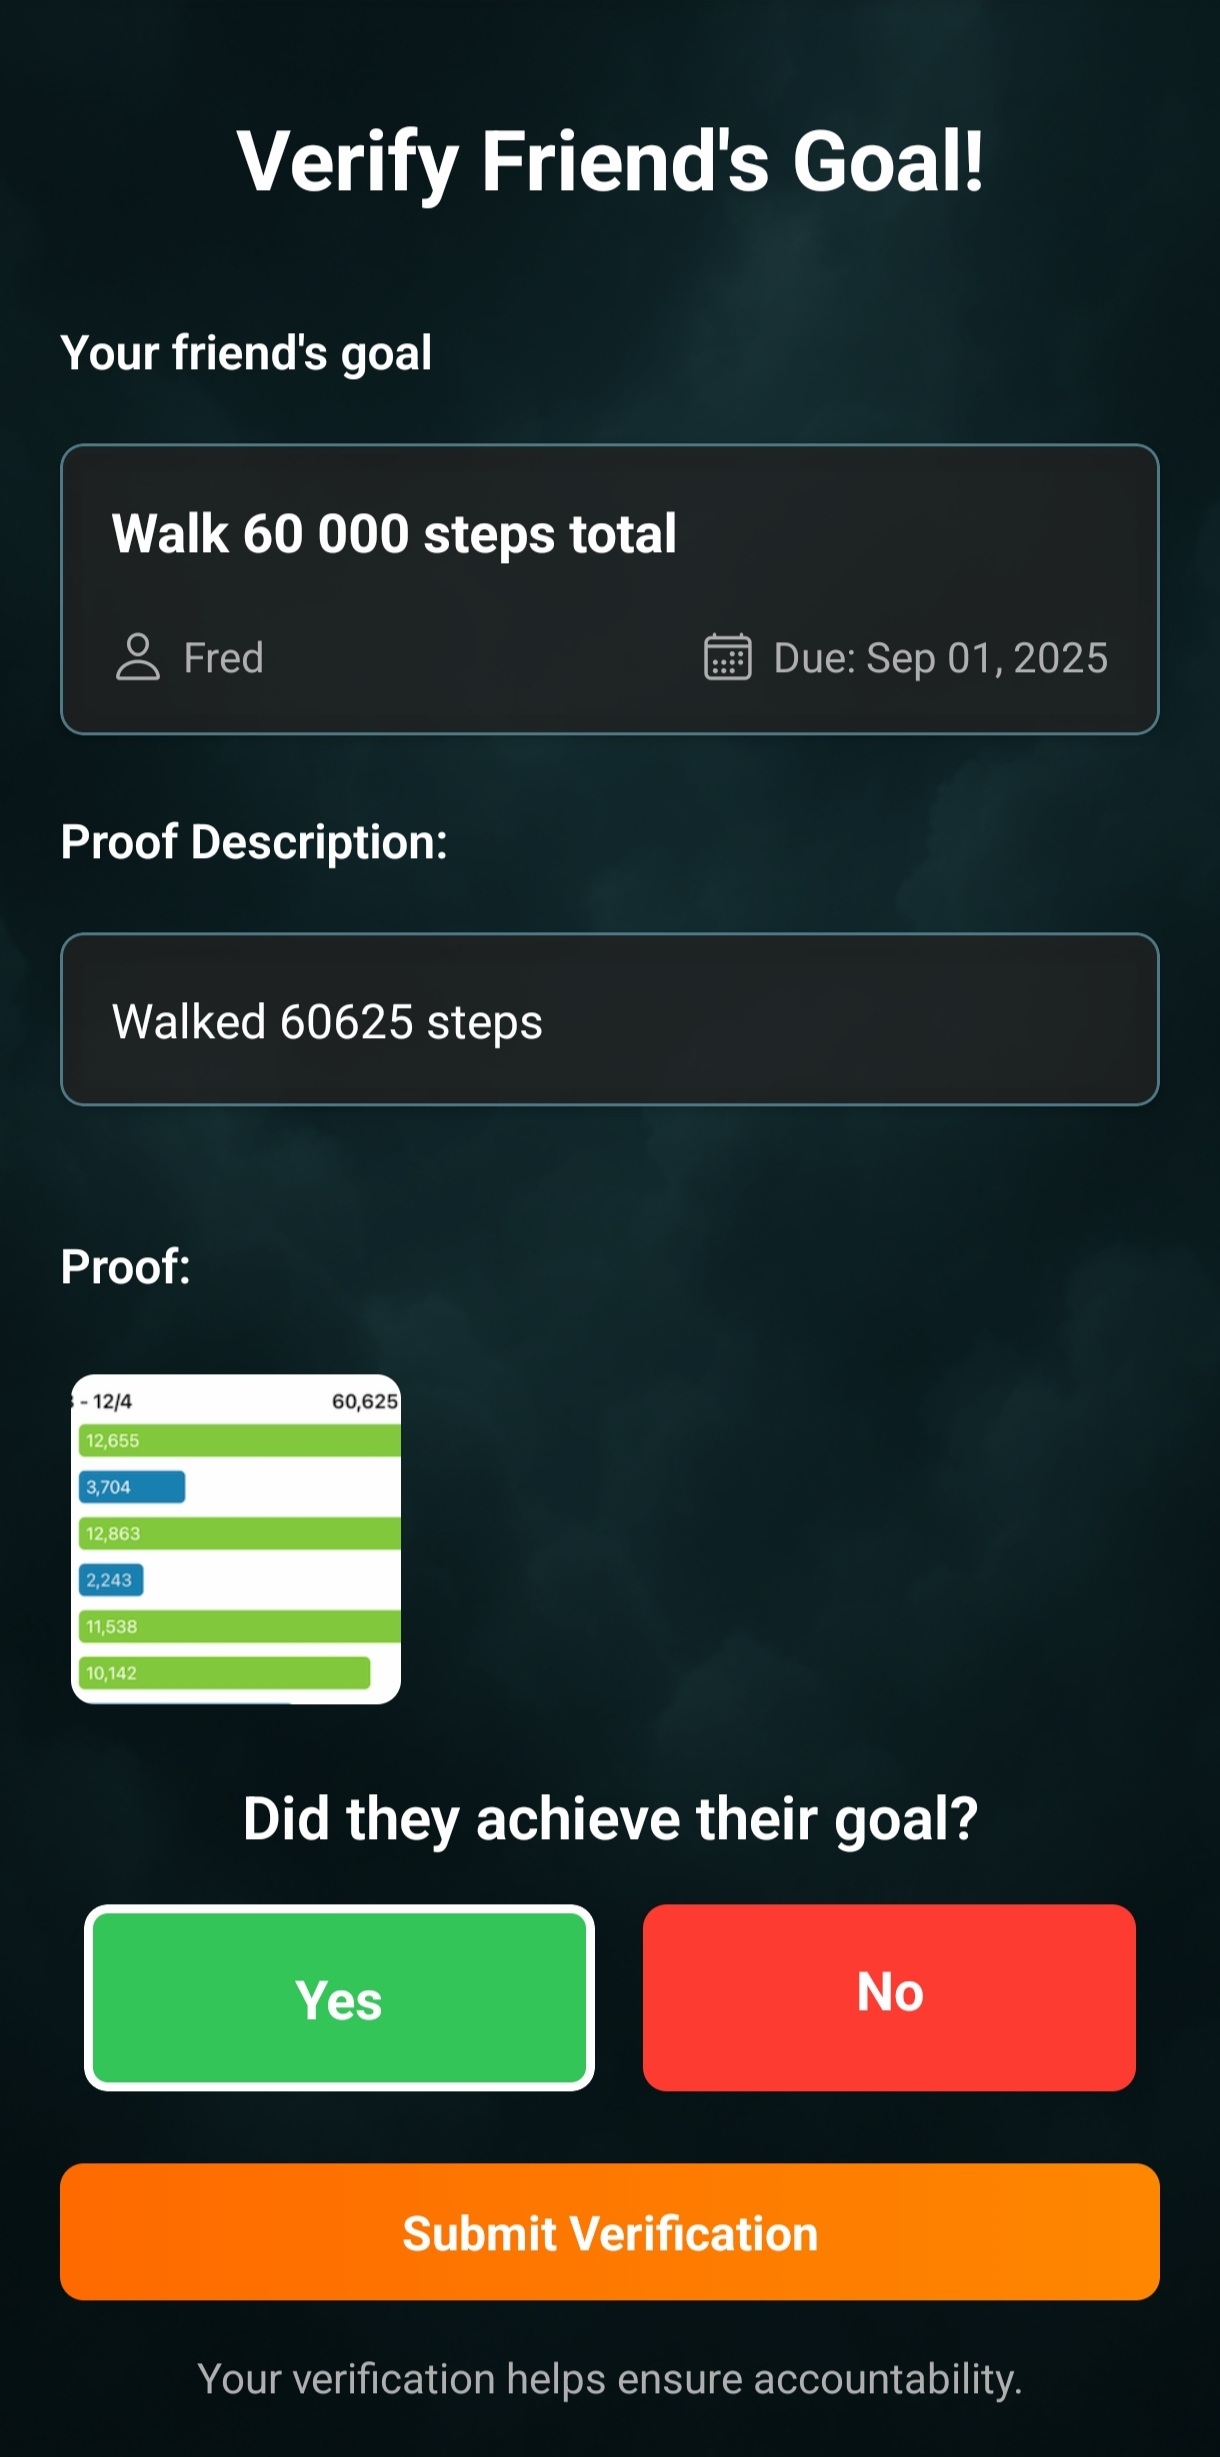 Verify Friend's Goal!
Your friend's goal
Walk 60 000 steps total
Fred Due: Sep 01, 2025
Proof Description:
Walked 60625 steps
Proof:
- 12/4 60,625
12,655
3,704
12,863
2,243
11,538
10,142
Did they achieve their goal?
Yes No
Submit Verification
Your verification helps ensure accountability.